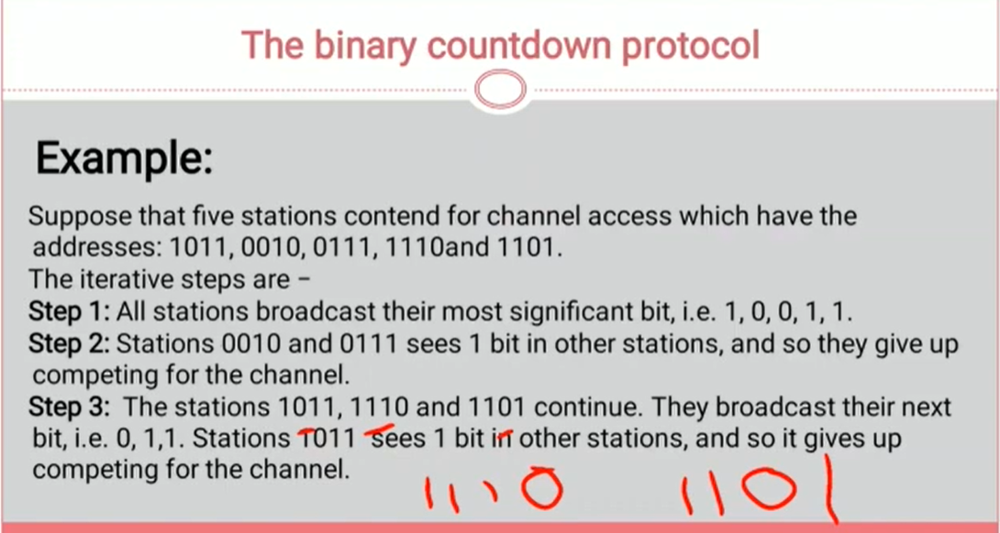 The binary countdown protocol
Example:
Suppose that five stations contend for channel access which have the
addresses: 1011, 0010, 0111, 1110and 1101.
The iterative steps are –
Step 1: All stations broadcast their most significant bit, i.e. 1, 0, 0, 1, 1.
Step 2: Stations 0010 and 0111 sees 1 bit in other stations, and so they give up
competing for the channel.
Step 3: The stations 1011, 1110 and 1101 continue. They broadcast their next
bit, i.e. 0, 1,1. Stations 1011 sees 1 bit in other stations, and so it gives up
competing for the channel.
1110 1101